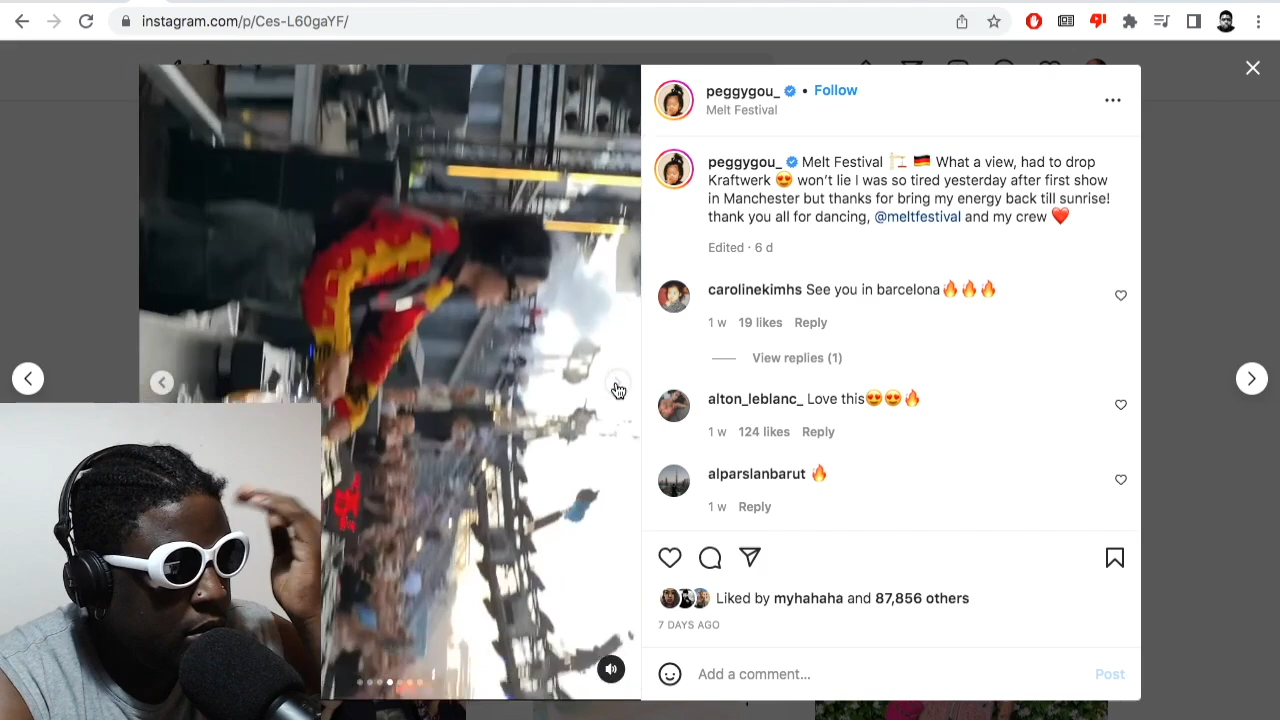 instagram.com/p/Ces-L60gaYF/
peggygou_ • Follow
Melt Festival
peggygou_ Melt Festival 🏗️ 🇩🇪 What a view, had to drop
Kraftwerk 😍 won't lie I was so tired yesterday after first show
in Manchester but thanks for bring my energy back till sunrise!
thank you all for dancing, @meltfestival and my crew ❤️
Edited · 6 d
carolinekimhs See you in barcelona🔥🔥🔥
1 w 19 likes Reply
View replies (1)
alton_leblanc_ Love this😍😍🔥
1 w 124 likes Reply
alparslanbarut 🔥
1 w Reply
Liked by myhahaha and 87,856 others
7 DAYS AGO
Add a comment... Post